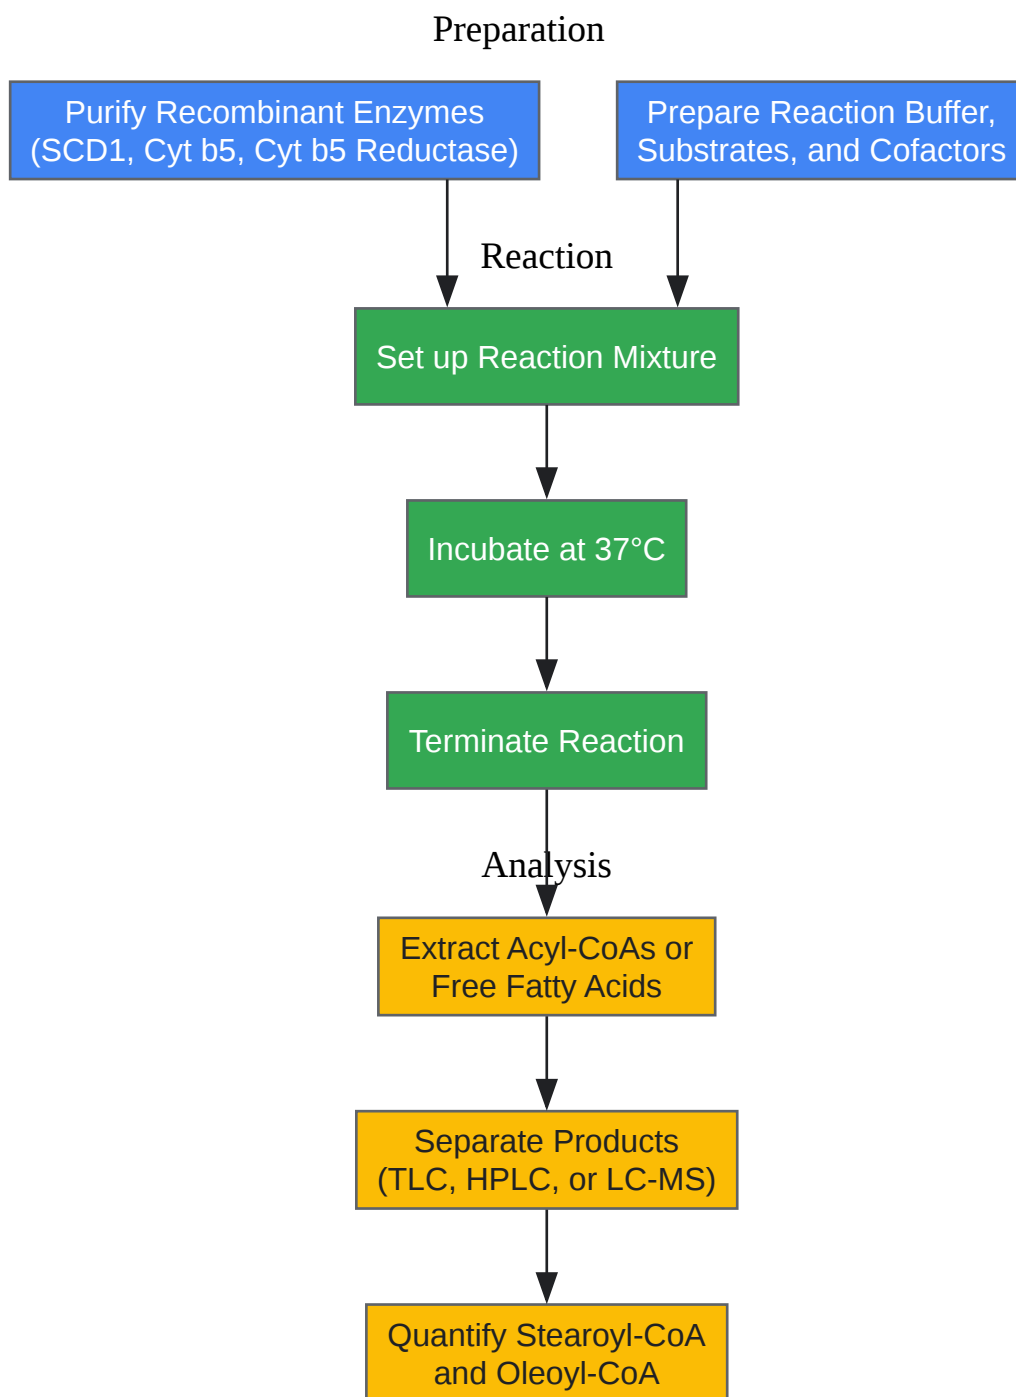 Preparation
Purify Recombinant Enzymes
(SCD1, Cyt b5, Cyt b5 Reductase)
Prepare Reaction Buffer,
Substrates, and Cofactors
Reaction
Set up Reaction Mixture
Incubate at 37°C
Terminate Reaction
Analysis
Extract Acyl-CoAs or
Free Fatty Acids
Separate Products
(TLC, HPLC, or LC-MS)
Quantify Stearoyl-CoA
and Oleoyl-CoA